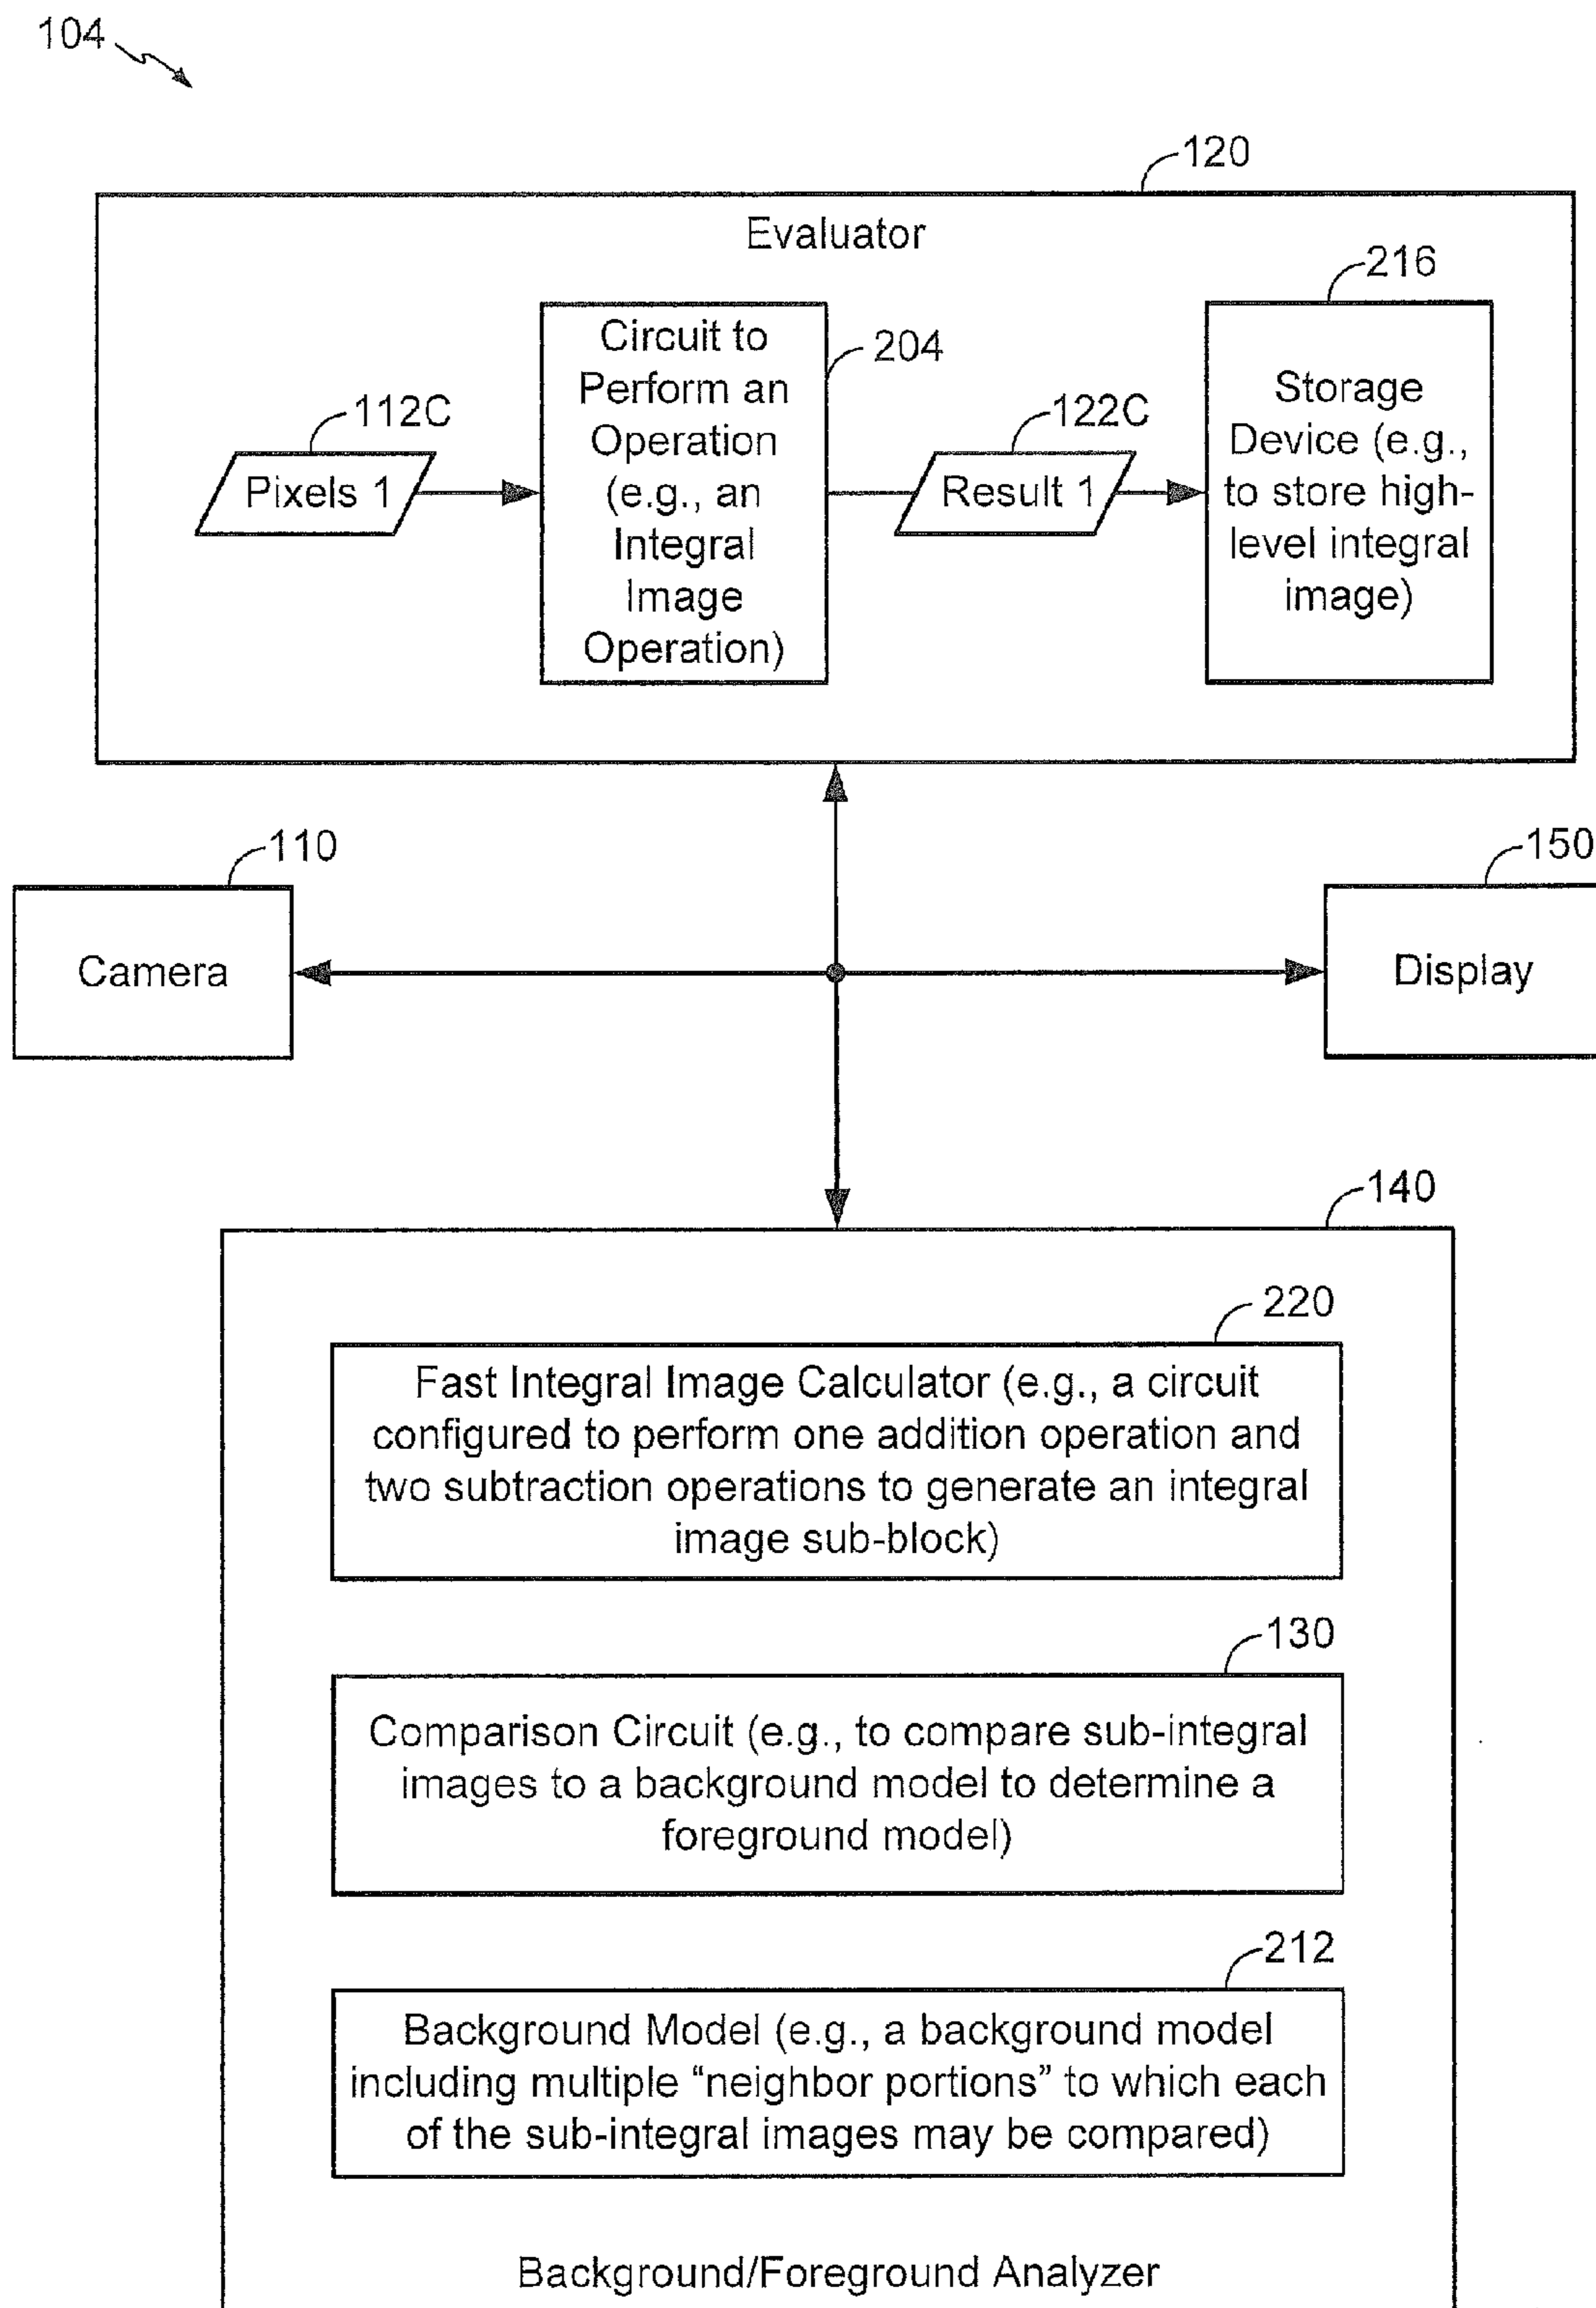 104
120
Evaluator
216
204
112C
122C
Circuit to
Perform an
Operation
(e.g., an
Integral
Image
Operation)
Pixels 1
Result 1
Storage
Device (e.g.,
to store high-
level integral
image)
110
150
Camera
Display
140
220
Fast Integral Image Calculator (e.g., a circuit
configured to perform one addition operation and
two subtraction operations to generate an integral
image sub-block)
130
Comparison Circuit (e.g., to compare sub-integral
images to a background model to determine a
foreground model)
212
Background Model (e.g., a background model
including multiple “neighbor portions” to which each
of the sub-integral images may be compared)
Background/Foreground Analyzer